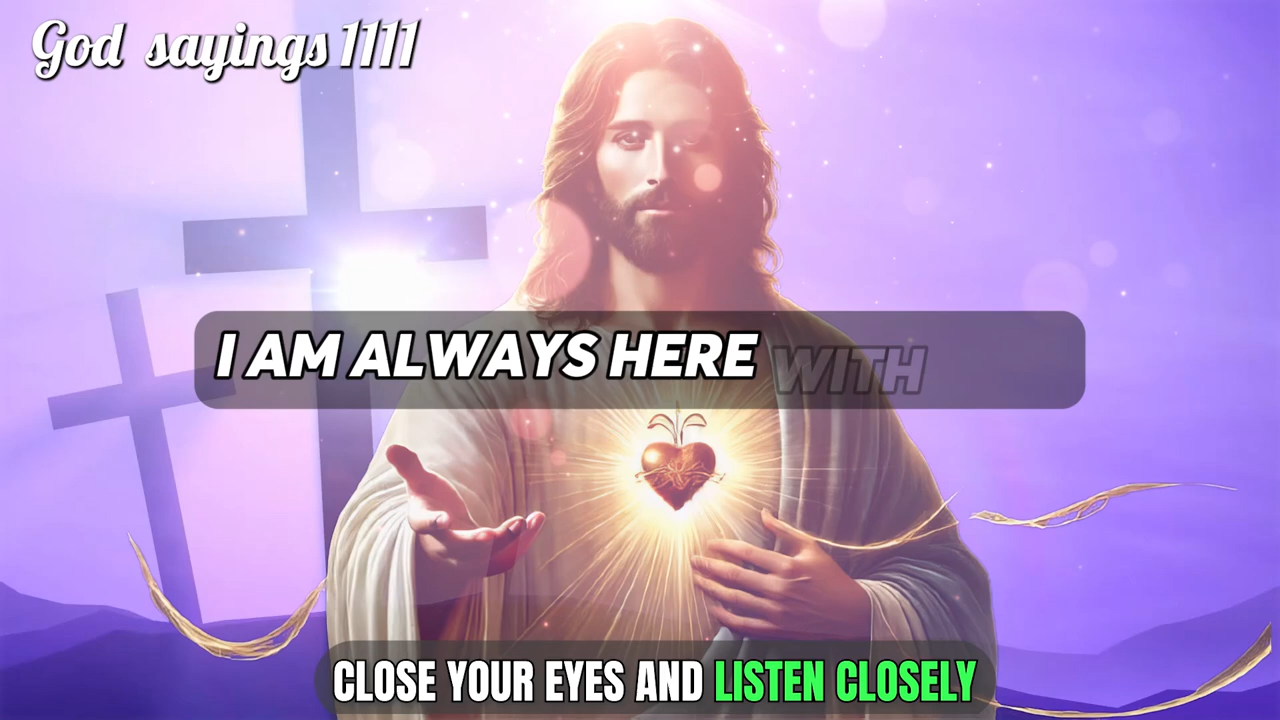 God sayings 1111
I AM ALWAYS HERE WITH
CLOSE YOUR EYES AND LISTEN CLOSELY